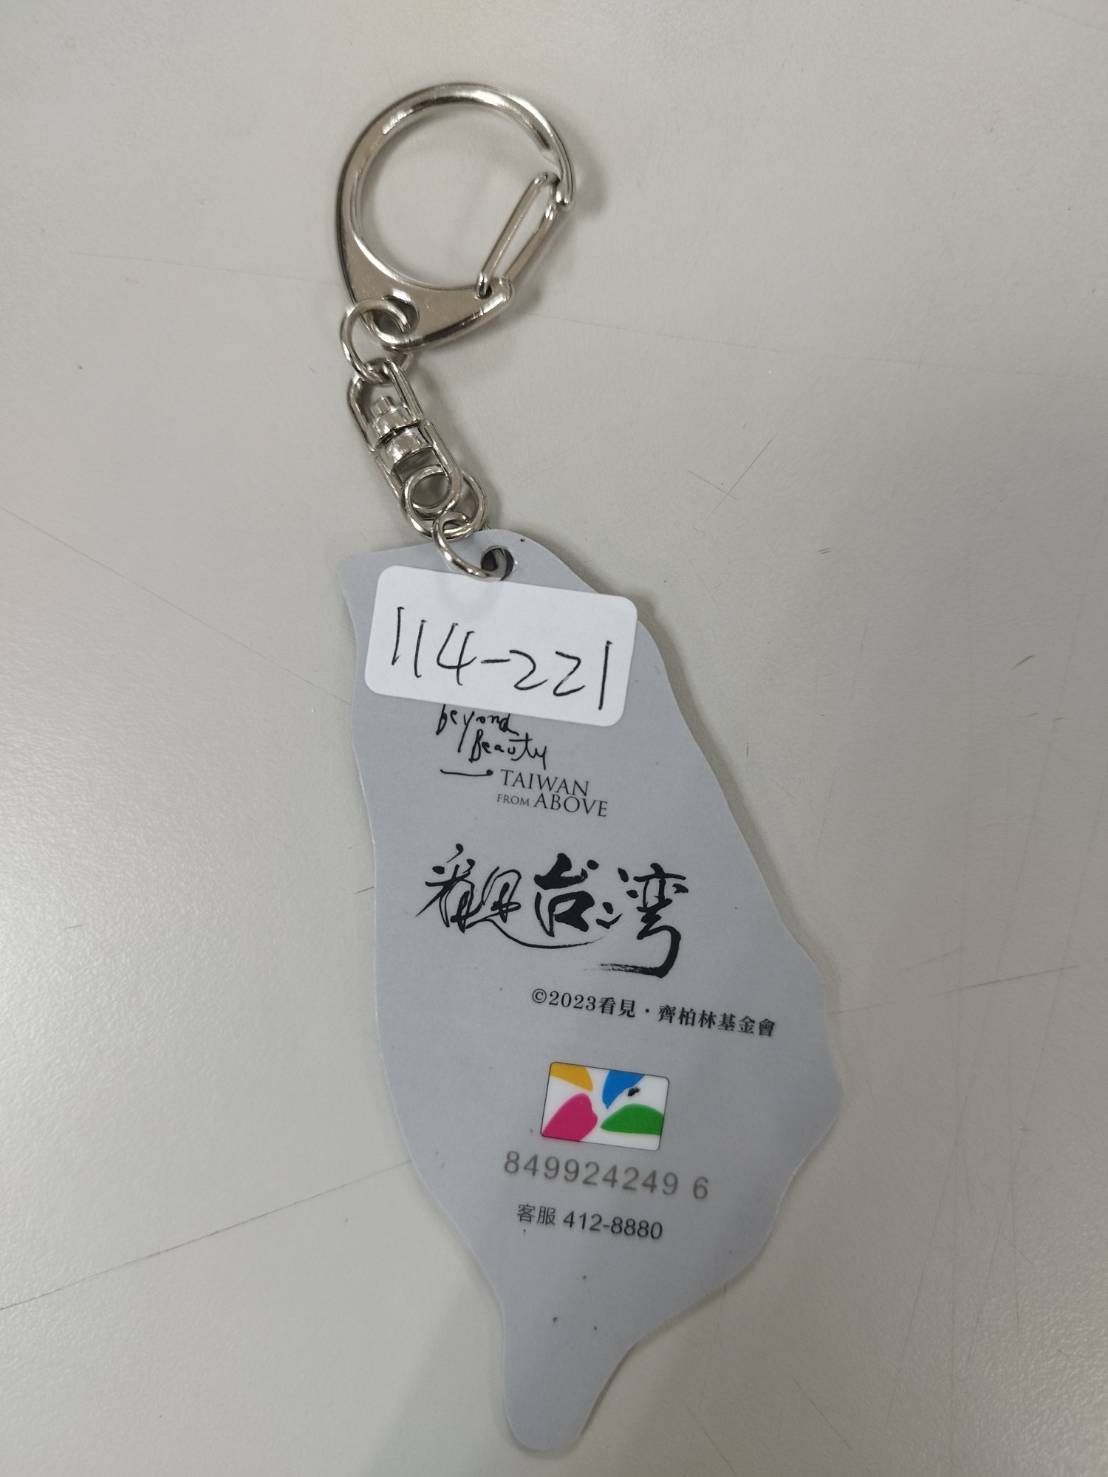 114-221
beyond
Beauty
TAIWAN
FROM ABOVE
看見台湾
©2023看見・齊柏林基金會
849924249 6
客服 412-8880